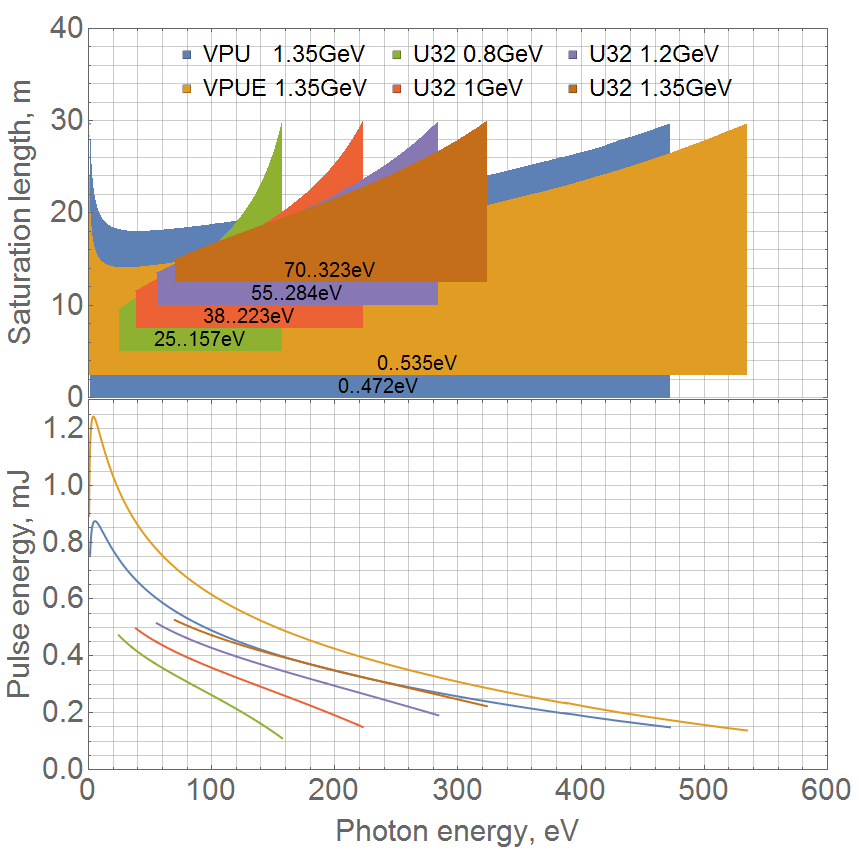 40
VPU 1.35GeV U32 0.8GeV U32 1.2GeV
VPUE 1.35GeV U32 1GeV U32 1.35GeV
30
20
10
0
Saturation length, m
70..323eV
55..284eV
38..223eV
25..157eV
0..535eV
0..472eV
1.2
1.0
0.8
0.6
0.4
0.2
0.0
Pulse energy, mJ
0 100 200 300 400 500 600
Photon energy, eV